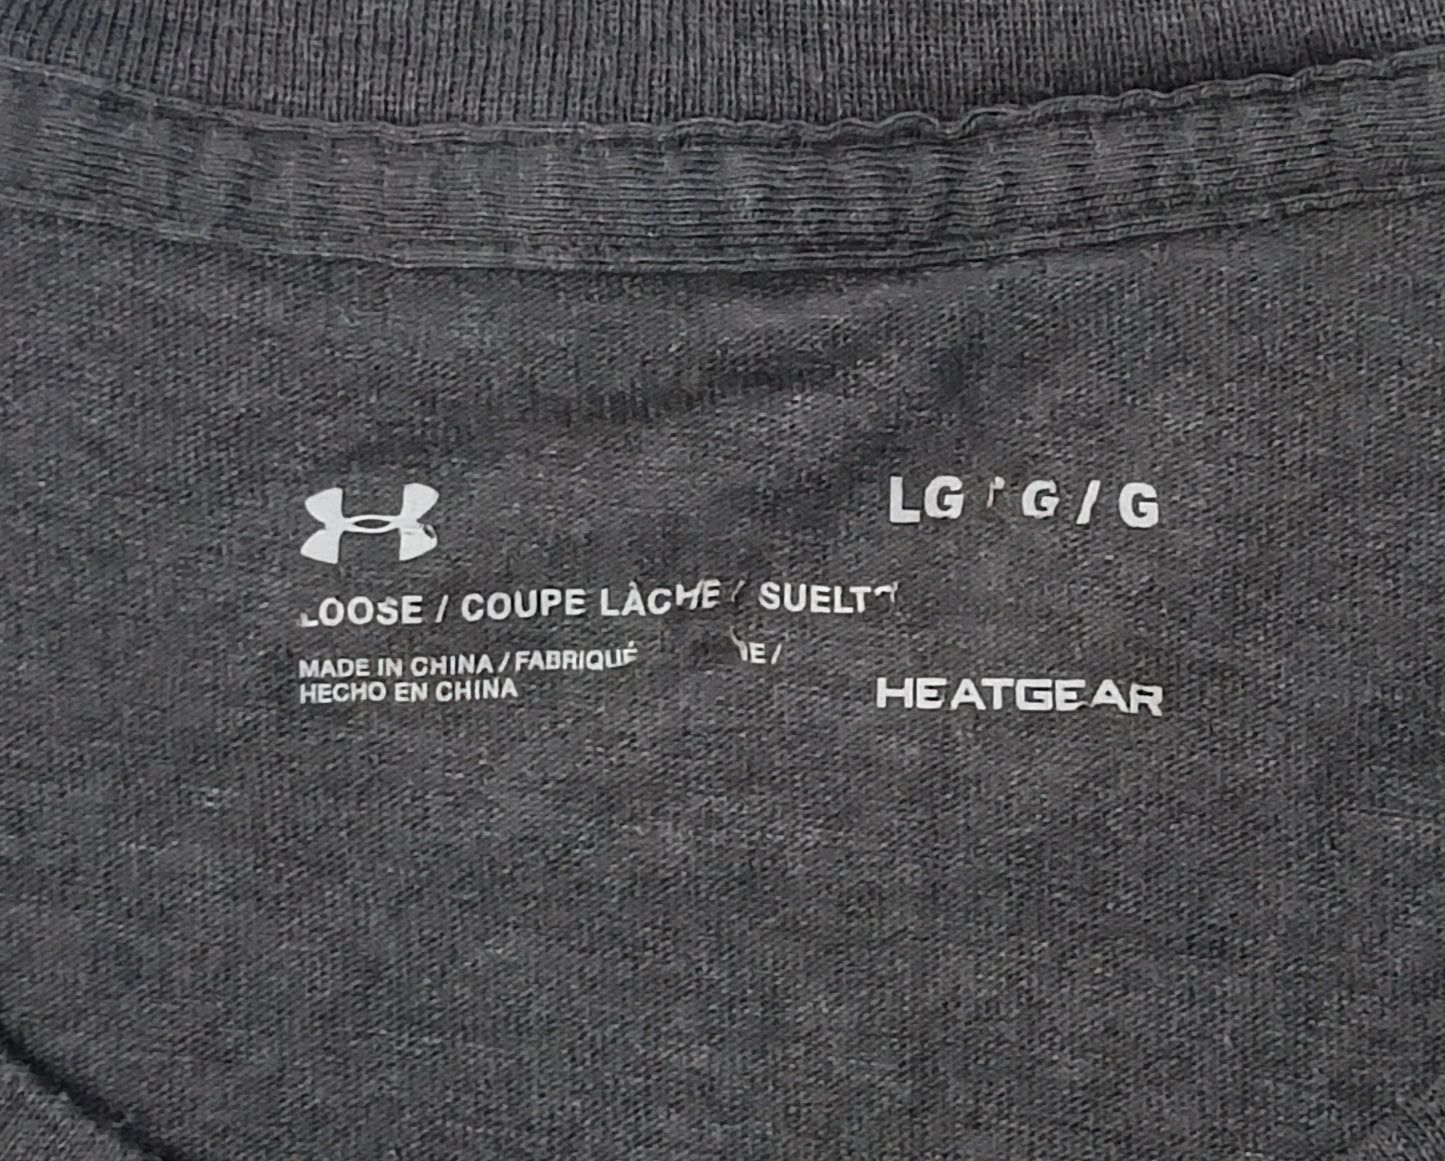 LG G / G
LOOSE / COUPE LÂCHE / SUELTO
MADE IN CHINA / FABRIQUÉ /
HECHO EN CHINA
HEATGEAR